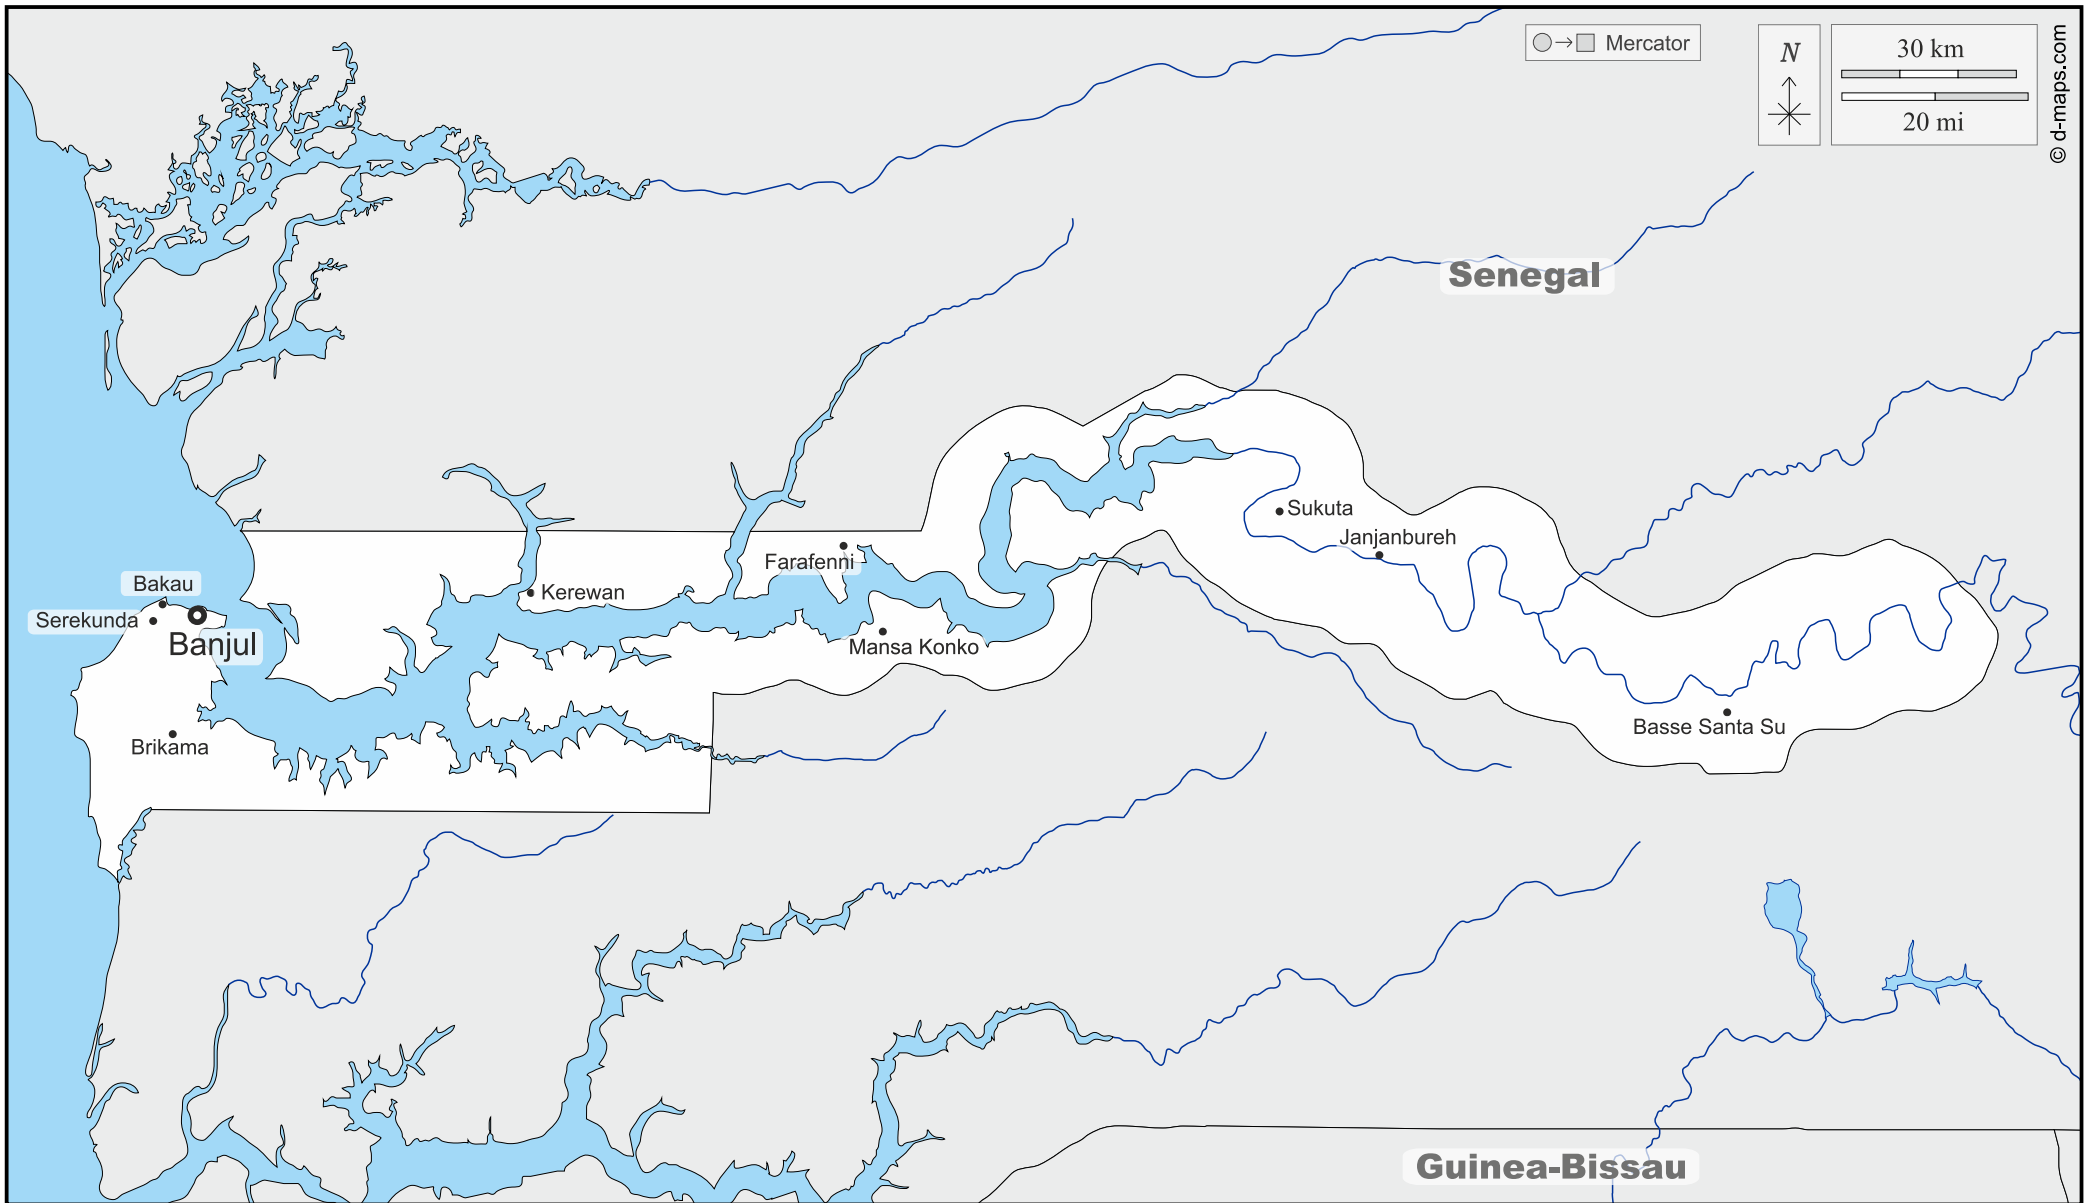 Mercator
N
30 km
20 mi
© d-maps.com
Senegal
Sukuta
Janjanbureh
Farafenni
Bakau
Kerewan
Serekunda
Banjul
Mansa Konko
Basse Santa Su
Brikama
Guinea-Bissau